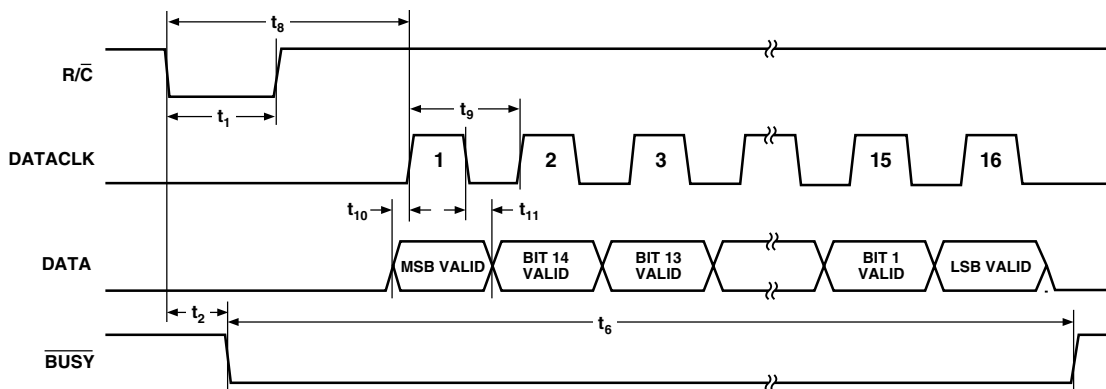 t8
R/C̅
t1
t9
DATACLK
1 2 3 15 16
t10 t11
DATA
MSB VALID BIT 14 VALID BIT 13 VALID BIT 1 VALID LSB VALID
t2
t6
B̅U̅S̅Y̅